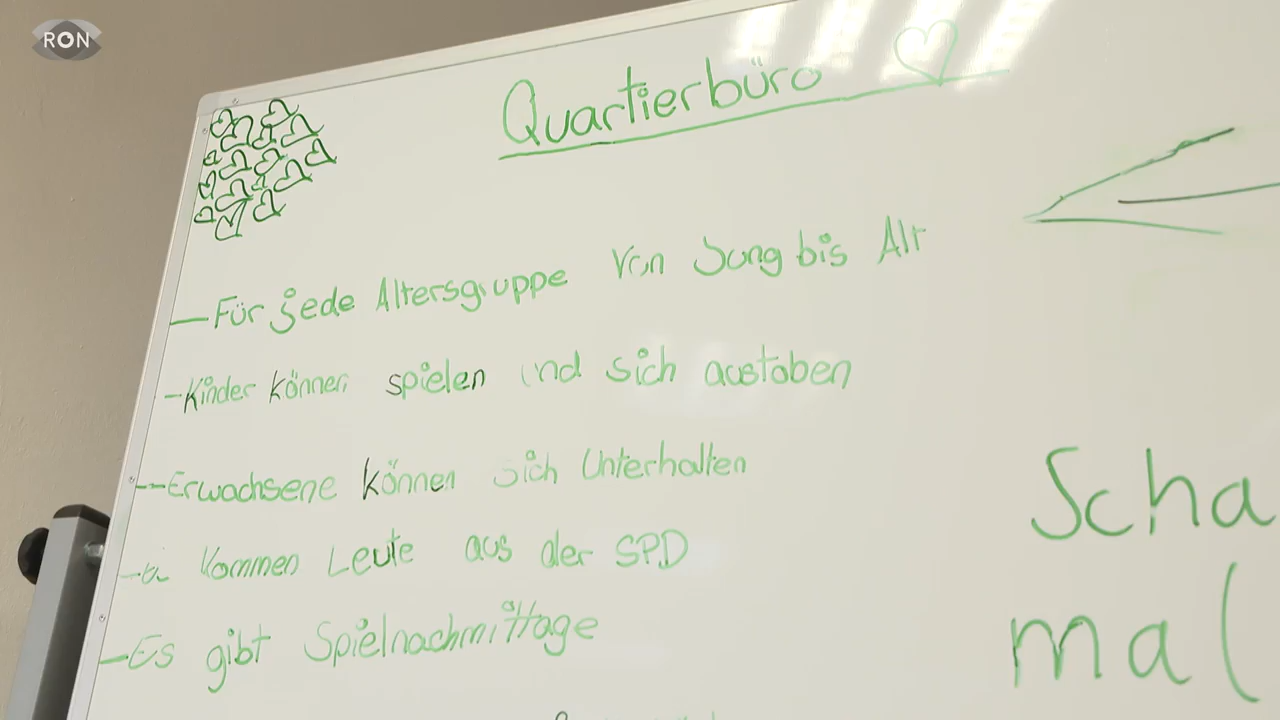 RON
Quartierbüro
– Für jede Altersgruppe Von Jung bis Alt
– Kinder können spielen und sich austoben
– Erwachsene können sich Unterhalten
– Kommen Leute aus der SPD
– Es gibt Spielnachmittage
Scha
mal